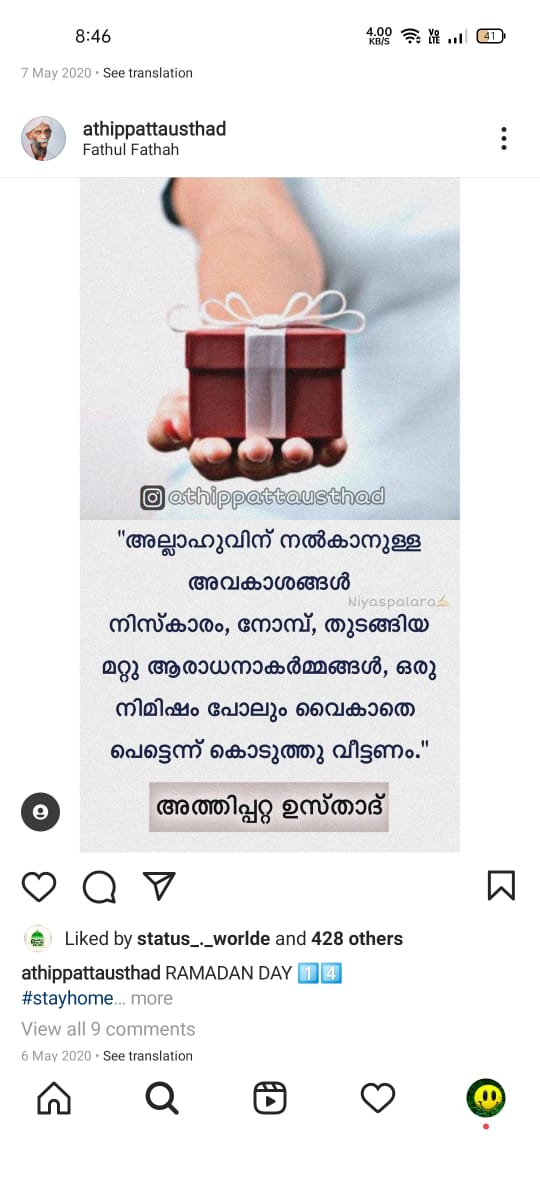 8:46
4.00 KB/S
Vo LTE
41
7 May 2020 • See translation
athippattausthad
Fathul Fathah
athippattausthad
"അല്ലാഹുവിന് നൽകാനുള്ള
അവകാശങ്ങൾ
Niyaspalara✍
നിസ്കാരം, നോമ്പ്, തുടങ്ങിയ
മറ്റു ആരാധനാകർമ്മങ്ങൾ, ഒരു
നിമിഷം പോലും വൈകാതെ
പെട്ടെന്ന് കൊടുത്തു വീട്ടണം."
അത്തിപ്പറ്റ ഉസ്താദ്
Liked by status_._worlde and 428 others
athippattausthad RAMADAN DAY 1️⃣4️⃣
#stayhome... more
View all 9 comments
6 May 2020 • See translation